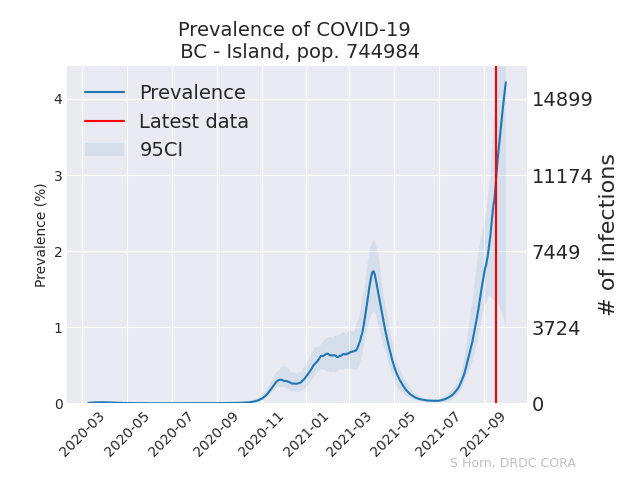 Prevalence of COVID-19
BC - Island, pop. 744984
Prevalence
Latest data
95CI
Prevalence (%)
4
3
2
1
0
14899
11174
7449
3724
0
# of infections
2020-03
2020-05
2020-07
2020-09
2020-11
2021-01
2021-03
2021-05
2021-07
2021-09
S Horn, DRDC CORA